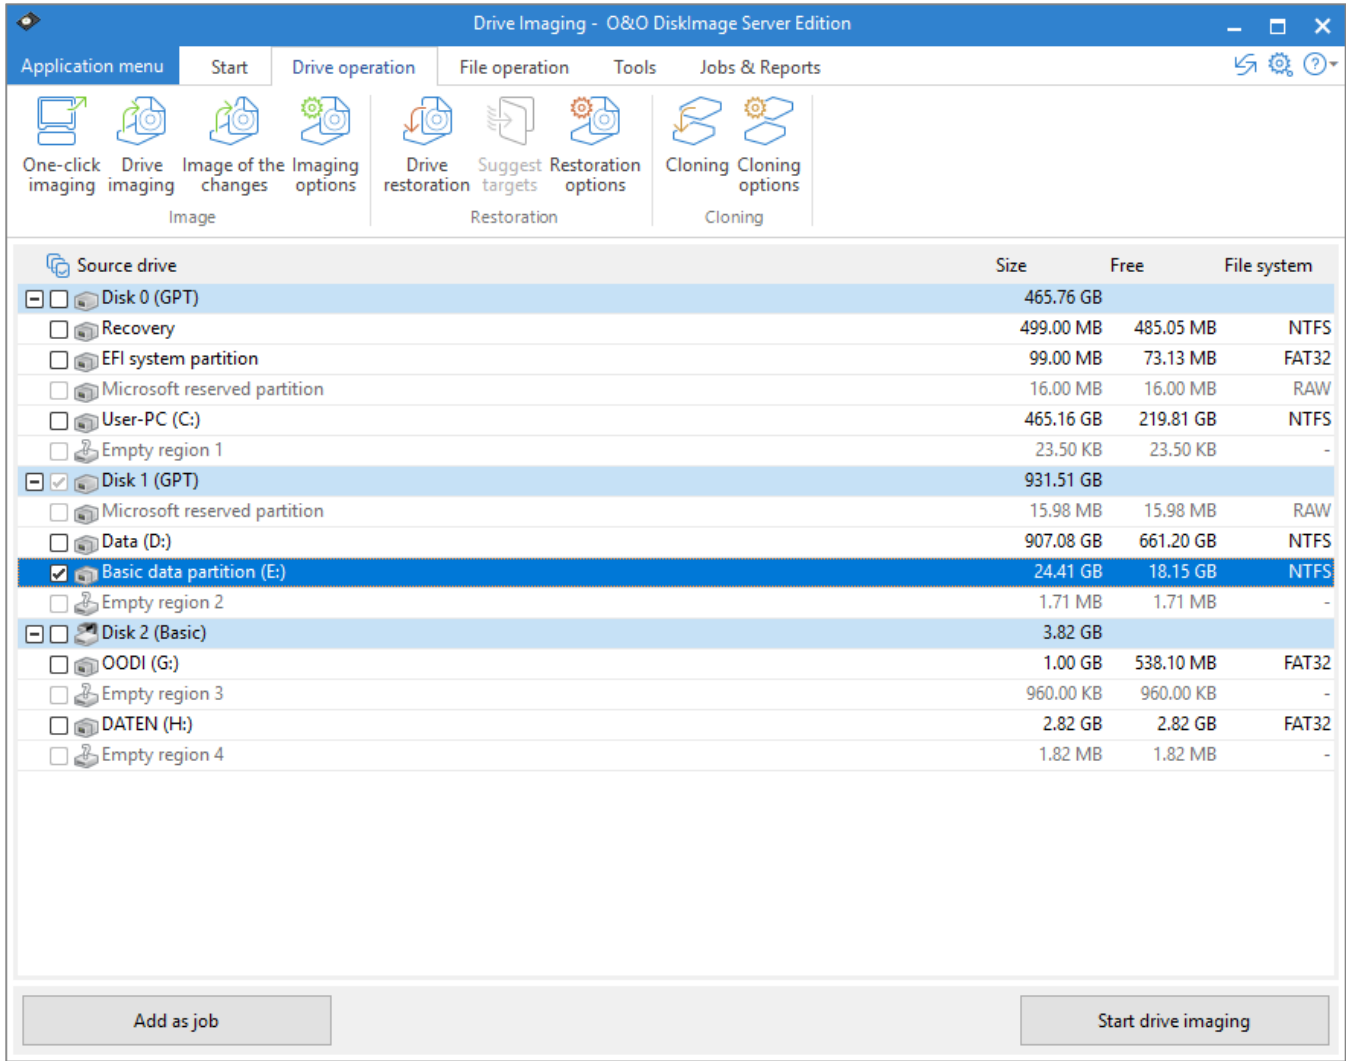 Drive Imaging - O&O DiskImage Server Edition
Application menu Start Drive operation File operation Tools Jobs & Reports
One-click imaging Drive imaging Image of the changes Imaging options Drive restoration Suggest targets Restoration options Cloning Cloning options
Image Restoration Cloning
Source drive Size Free File system
Disk 0 (GPT) 465.76 GB
Recovery 499.00 MB 485.05 MB NTFS
EFI system partition 99.00 MB 73.13 MB FAT32
Microsoft reserved partition 16.00 MB 16.00 MB RAW
User-PC (C:) 465.16 GB 219.81 GB NTFS
Empty region 1 23.50 KB 23.50 KB -
Disk 1 (GPT) 931.51 GB
Microsoft reserved partition 15.98 MB 15.98 MB RAW
Data (D:) 907.08 GB 661.20 GB NTFS
Basic data partition (E:) 24.41 GB 18.15 GB NTFS
Empty region 2 1.71 MB 1.71 MB -
Disk 2 (Basic) 3.82 GB
OODI (G:) 1.00 GB 538.10 MB FAT32
Empty region 3 960.00 KB 960.00 KB -
DATEN (H:) 2.82 GB 2.82 GB FAT32
Empty region 4 1.82 MB 1.82 MB -
Add as job Start drive imaging